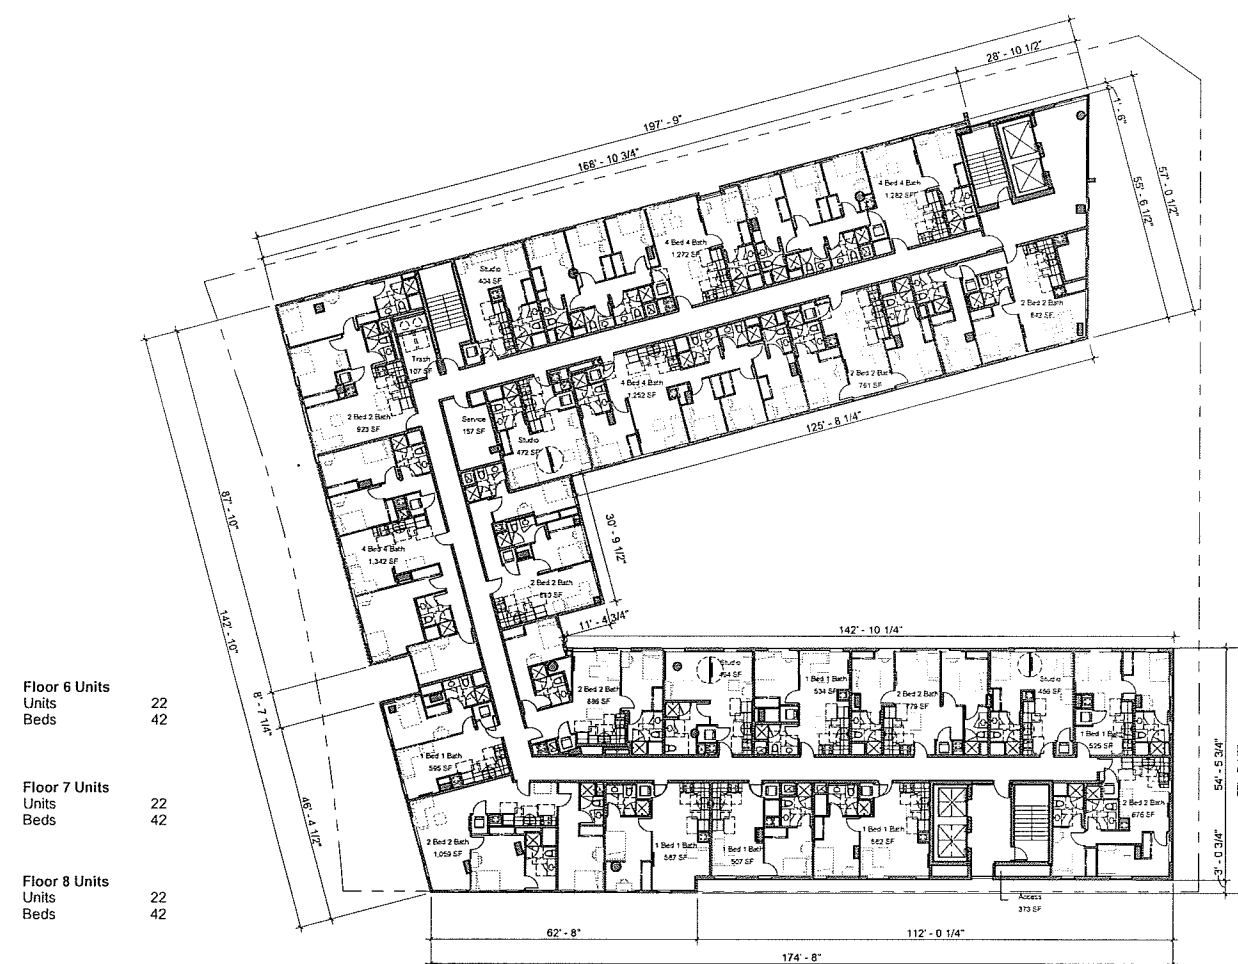 28' - 10 1/2"
197' - 9"
168' - 10 3/4"
1' - 6"
57' - 0 1/2"
55' - 6 1/2"
4 Bed 4 Bath
1,282 SF
4 Bed 4 Bath
1,272 SF
Studio
404 SF
2 Bed 2 Bath
842 SF
Trash
107 SF
4 Bed 4 Bath
1,252 SF
2 Bed 2 Bath
761 SF
2 Bed 2 Bath
923 SF
Service
157 SF
Studio
472 SF
125' - 8 1/4"
87' - 10"
30' - 9 1/2"
4 Bed 4 Bath
1,342 SF
2 Bed 2 Bath
142' - 10"
11' - 4 3/4"
142' - 10 1/4"
Floor 6 Units
Units 22
Beds 42
8' - 7 1/4"
2 Bed 2 Bath
886 SF
Studio
1 Bed 1 Bath
534 SF
2 Bed 2 Bath
779 SF
Studio
456 SF
1 Bed 1 Bath
525 SF
1 Bed 1 Bath
595 SF
54' - 5 3/4"
Floor 7 Units
Units 22
Beds 42
46' - 4 1/2"
2 Bed 2 Bath
676 SF
2 Bed 2 Bath
1,059 SF
1 Bed 1 Bath
587 SF
1 Bed 1 Bath
507 SF
1 Bed 1 Bath
582 SF
3' - 0 3/4"
Floor 8 Units
Units 22
Beds 42
Access
373 SF
62' - 8"
112' - 0 1/4"
174' - 8"